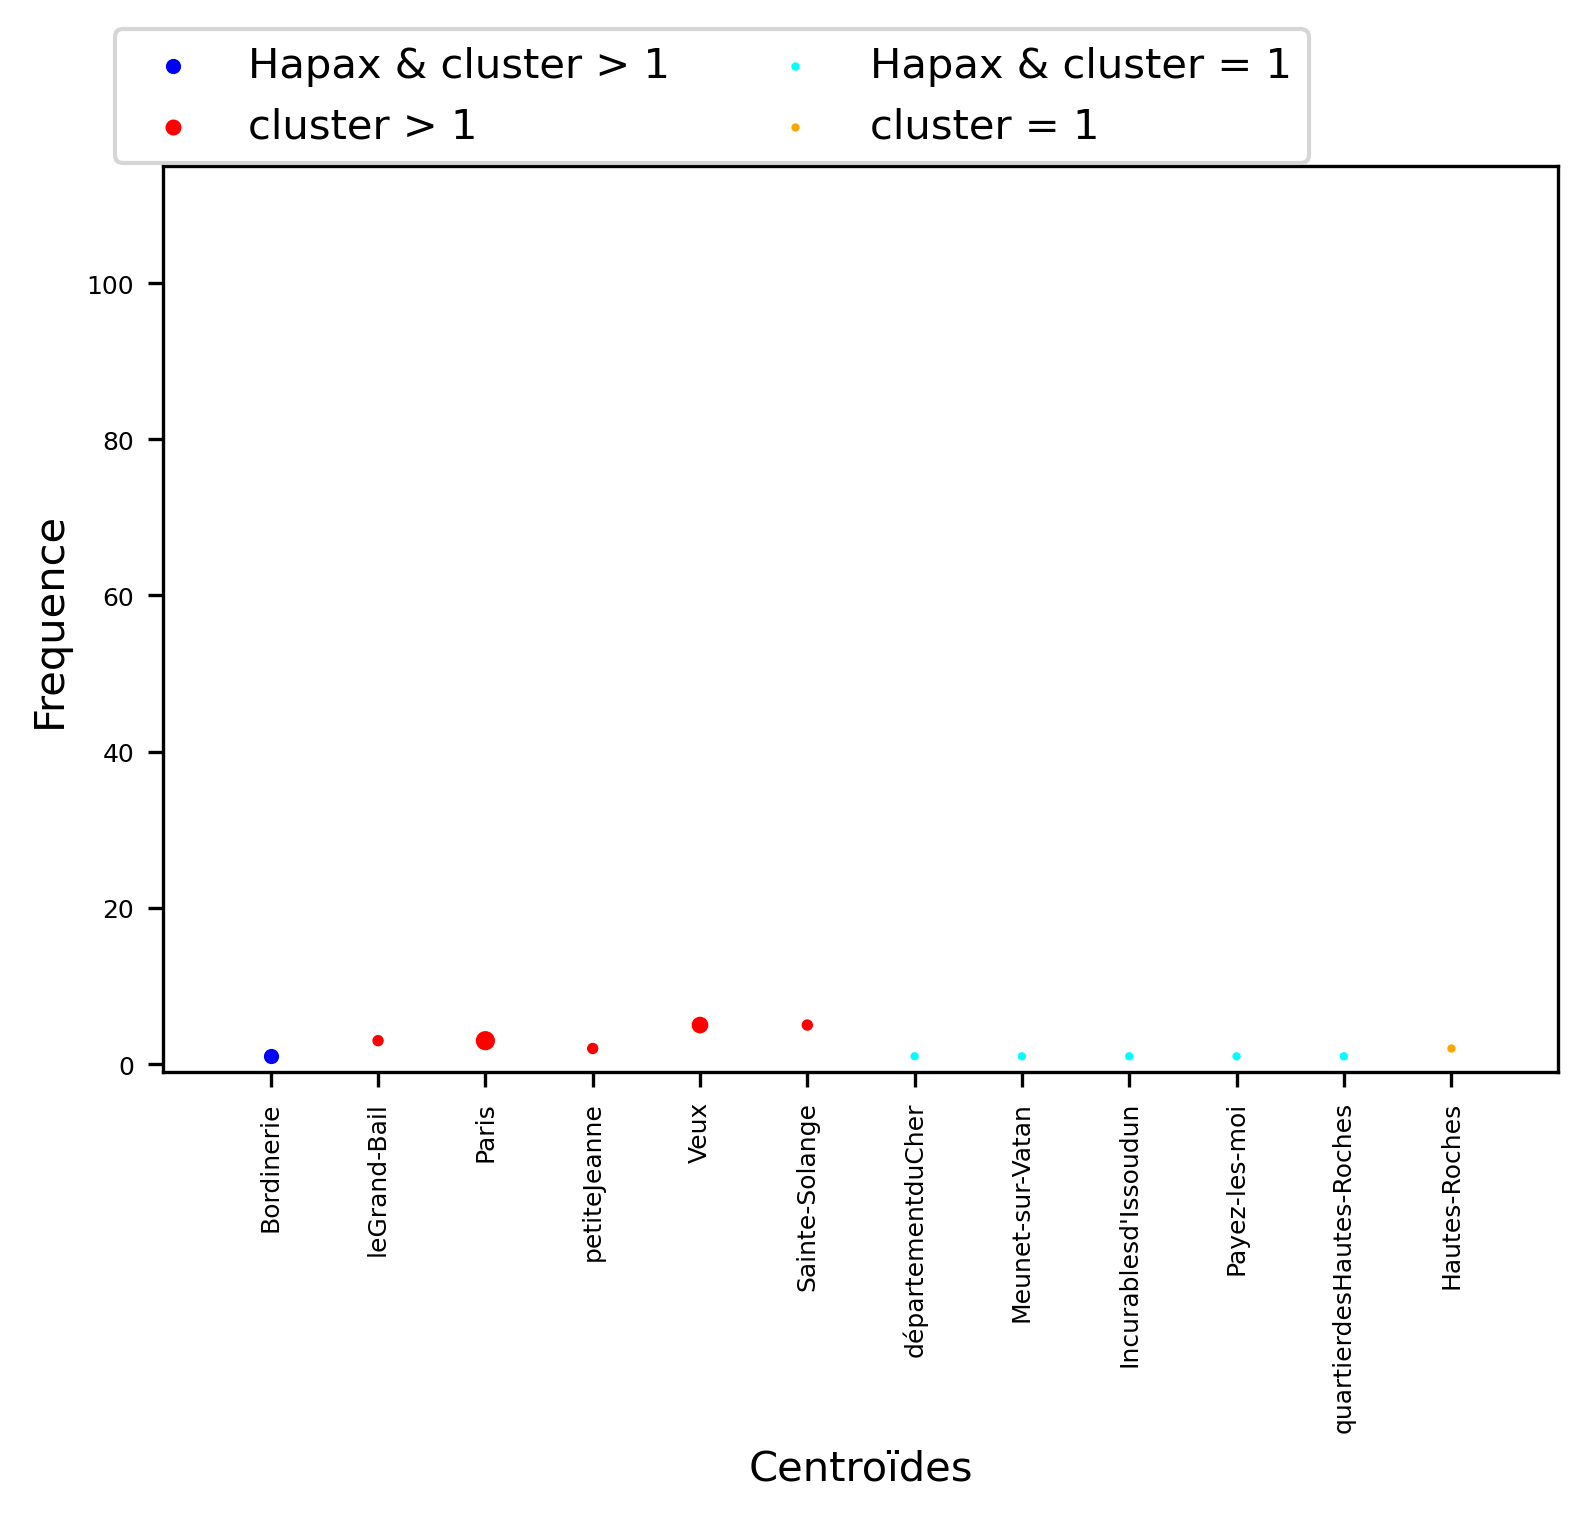 Hapax & cluster > 1
Hapax & cluster = 1
cluster > 1
cluster = 1
100
80
60
40
20
0
Frequence
Bordinerie
leGrand-Bail
Paris
petiteJeanne
Veux
Sainte-Solange
départementduCher
Meunet-sur-Vatan
Incurablesd'Issoudun
Payez-les-moi
quartierdesHautes-Roches
Hautes-Roches
Centroïdes